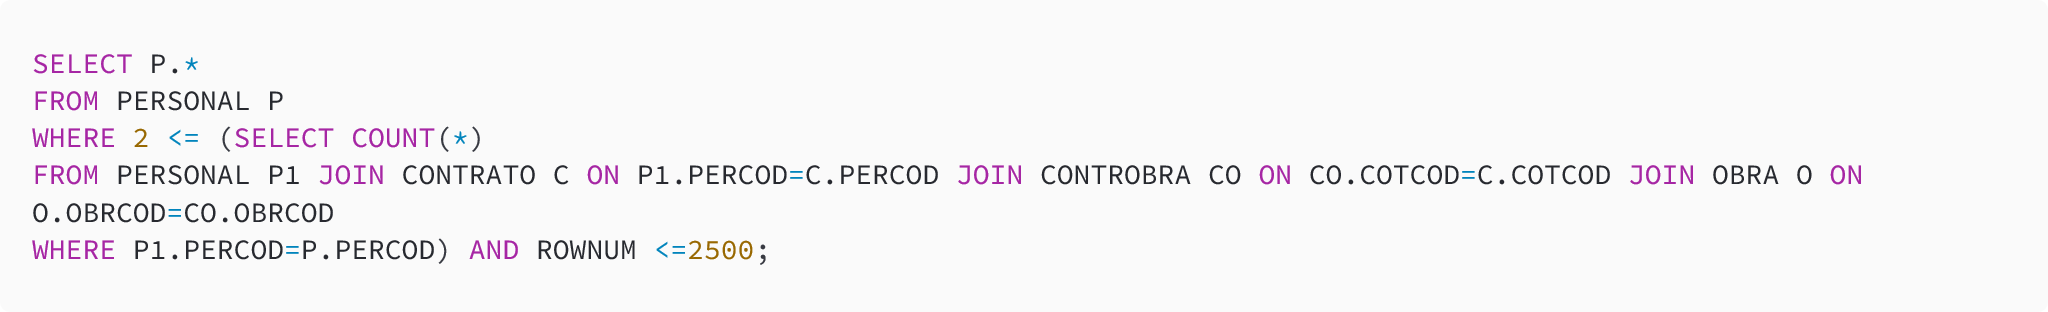 SELECT P.*
FROM PERSONAL P
WHERE 2 <= (SELECT COUNT(*)
FROM PERSONAL P1 JOIN CONTRATO C ON P1.PERCOD=C.PERCOD JOIN CONTROBRA CO ON CO.COTCOD=C.COTCOD JOIN OBRA O ON
O.OBRCOD=CO.OBRCOD
WHERE P1.PERCOD=P.PERCOD) AND ROWNUM <=2500;